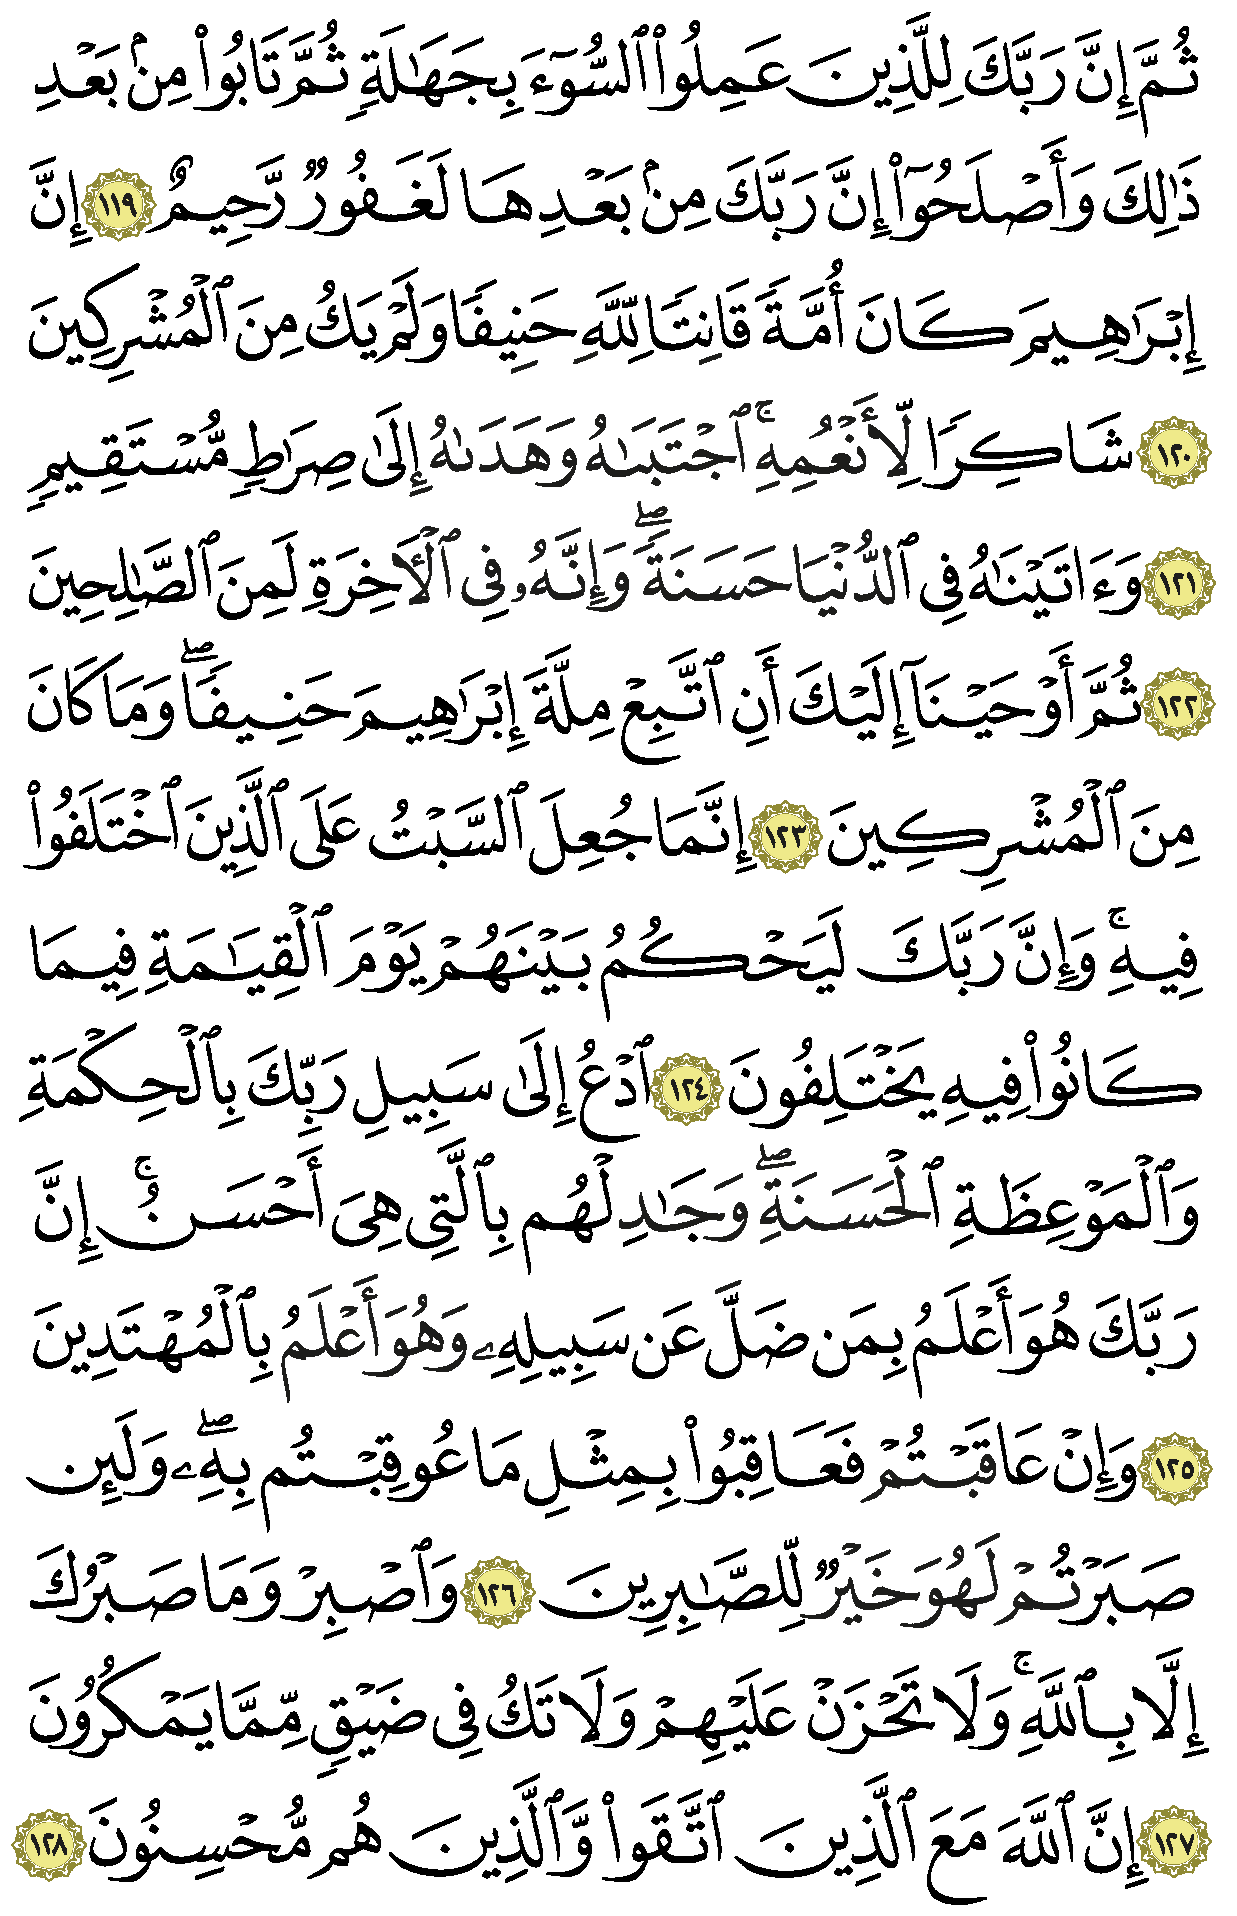 ثُمَّ إِنَّ رَبَّكَ لِلَّذِينَ عَمِلُوا۟ ٱلسُّوٓءَ بِجَهَٰلَةٍۢ ثُمَّ تَابُوا۟ مِنۢ بَعْدِ
ذَٰلِكَ وَأَصْلَحُوٓا۟ إِنَّ رَبَّكَ مِنۢ بَعْدِهَا لَغَفُورٌۭ رَّحِيمٌ ١١٩ إِنَّ
إِبْرَٰهِيمَ كَانَ أُمَّةًۭ قَانِتًۭا لِّلَّهِ حَنِيفًۭا وَلَمْ يَكُ مِنَ ٱلْمُشْرِكِينَ
١٢٠ شَاكِرًۭا لِّأَنْعُمِهِ ۚ ٱجْتَبَىٰهُ وَهَدَىٰهُ إِلَىٰ صِرَٰطٍۢ مُّسْتَقِيمٍۢ
١٢١ وَءَاتَيْنَٰهُ فِى ٱلدُّنْيَا حَسَنَةًۭ ۖ وَإِنَّهُۥ فِى ٱلْـَٔاخِرَةِ لَمِنَ ٱلصَّٰلِحِينَ
١٢٢ ثُمَّ أَوْحَيْنَآ إِلَيْكَ أَنِ ٱتَّبِعْ مِلَّةَ إِبْرَٰهِيمَ حَنِيفًۭا ۖ وَمَا كَانَ
مِنَ ٱلْمُشْرِكِينَ ١٢٣ إِنَّمَا جُعِلَ ٱلسَّبْتُ عَلَى ٱلَّذِينَ ٱخْتَلَفُوا۟
فِيهِ ۚ وَإِنَّ رَبَّكَ لَيَحْكُمُ بَيْنَهُمْ يَوْمَ ٱلْقِيَٰمَةِ فِيمَا
كَانُوا۟ فِيهِ يَخْتَلِفُونَ ١٢٤ ٱدْعُ إِلَىٰ سَبِيلِ رَبِّكَ بِٱلْحِكْمَةِ
وَٱلْمَوْعِظَةِ ٱلْحَسَنَةِ ۖ وَجَٰدِلْهُم بِٱلَّتِى هِىَ أَحْسَنُ ۚ إِنَّ
رَبَّكَ هُوَ أَعْلَمُ بِمَن ضَلَّ عَن سَبِيلِهِۦ وَهُوَ أَعْلَمُ بِٱلْمُهْتَدِينَ
١٢٥ وَإِنْ عَاقَبْتُمْ فَعَاقِبُوا۟ بِمِثْلِ مَا عُوقِبْتُم بِهِۦ ۖ وَلَئِن
صَبَرْتُمْ لَهُوَ خَيْرٌۭ لِّلصَّٰبِرِينَ ١٢٦ وَٱصْبِرْ وَمَا صَبْرُكَ
إِلَّا بِٱللَّهِ ۚ وَلَا تَحْزَنْ عَلَيْهِمْ وَلَا تَكُ فِى ضَيْقٍۢ مِّمَّا يَمْكُرُونَ
١٢٧ إِنَّ ٱللَّهَ مَعَ ٱلَّذِينَ ٱتَّقَوا۟ وَّٱلَّذِينَ هُم مُّحْسِنُونَ ١٢٨